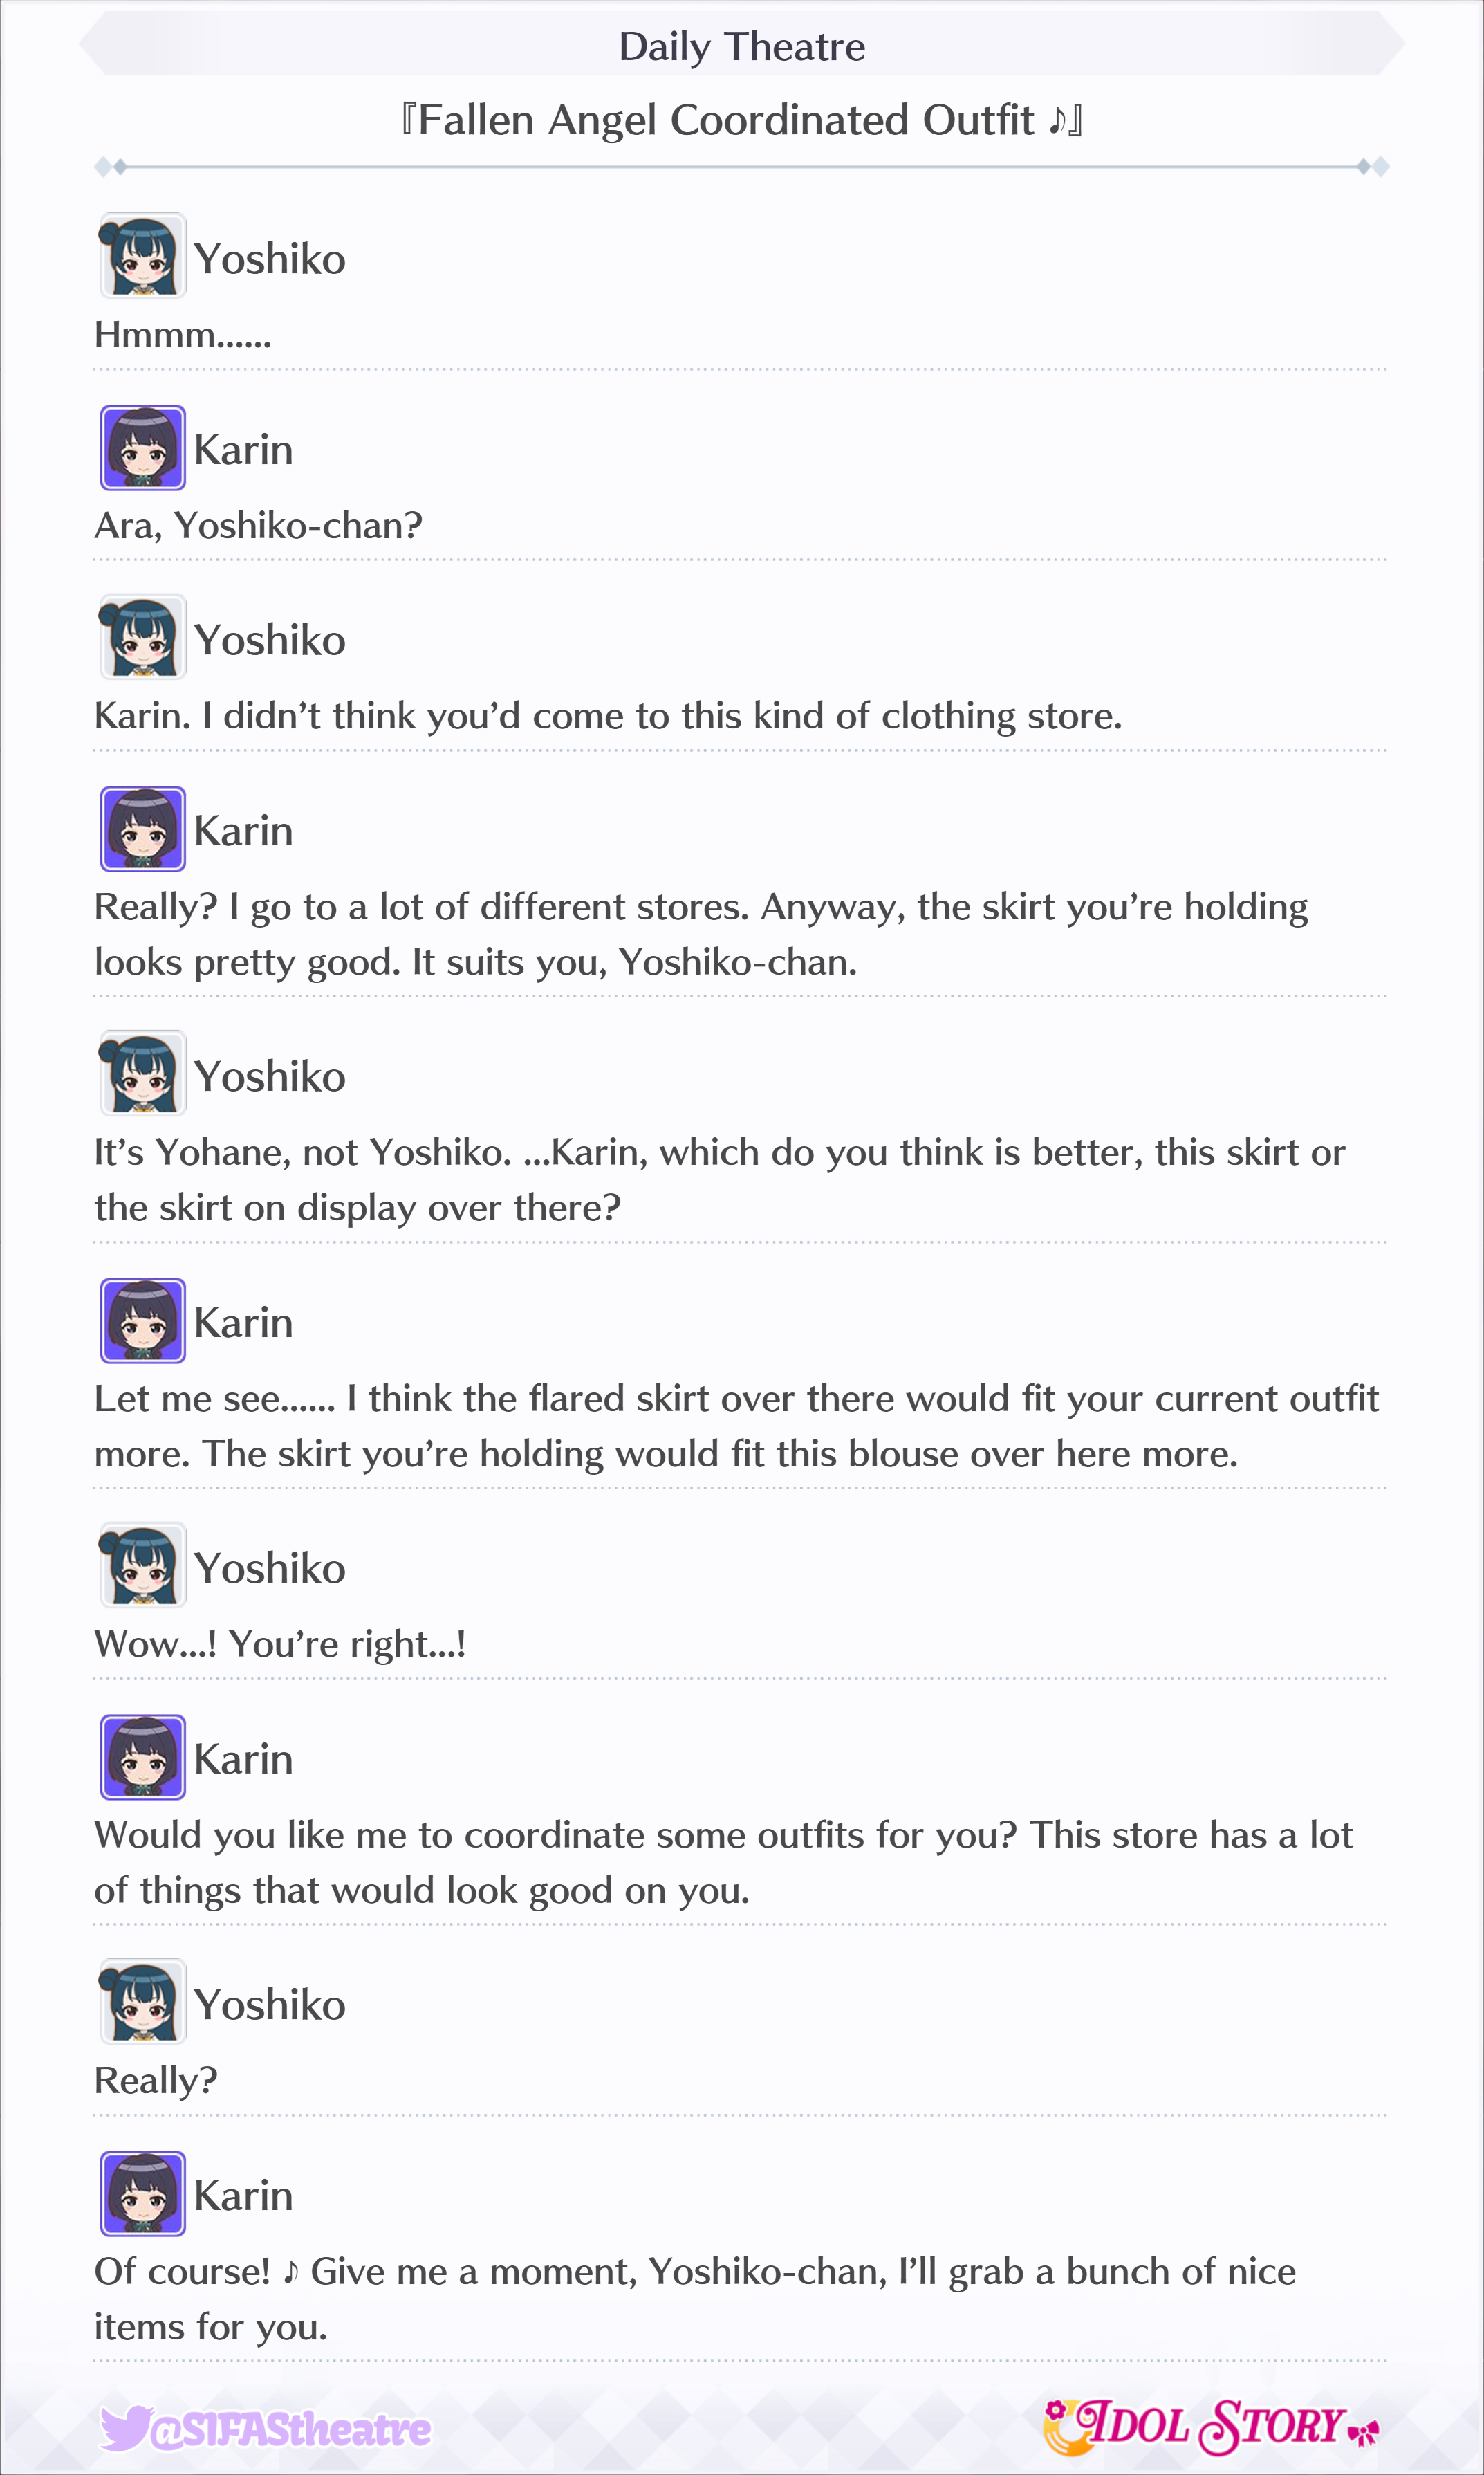 Daily Theatre
『Fallen Angel Coordinated Outfit ♪』
Yoshiko
Hmmm......
Karin
Ara, Yoshiko-chan?
Yoshiko
Karin. I didn’t think you’d come to this kind of clothing store.
Karin
Really? I go to a lot of different stores. Anyway, the skirt you’re holding
looks pretty good. It suits you, Yoshiko-chan.
Yoshiko
It’s Yohane, not Yoshiko. ...Karin, which do you think is better, this skirt or
the skirt on display over there?
Karin
Let me see...... I think the flared skirt over there would fit your current outfit
more. The skirt you’re holding would fit this blouse over here more.
Yoshiko
Wow...! You’re right...!
Karin
Would you like me to coordinate some outfits for you? This store has a lot
of things that would look good on you.
Yoshiko
Really?
Karin
Of course! ♪ Give me a moment, Yoshiko-chan, I’ll grab a bunch of nice
items for you.
@SIFAStheatre
IDOL STORY